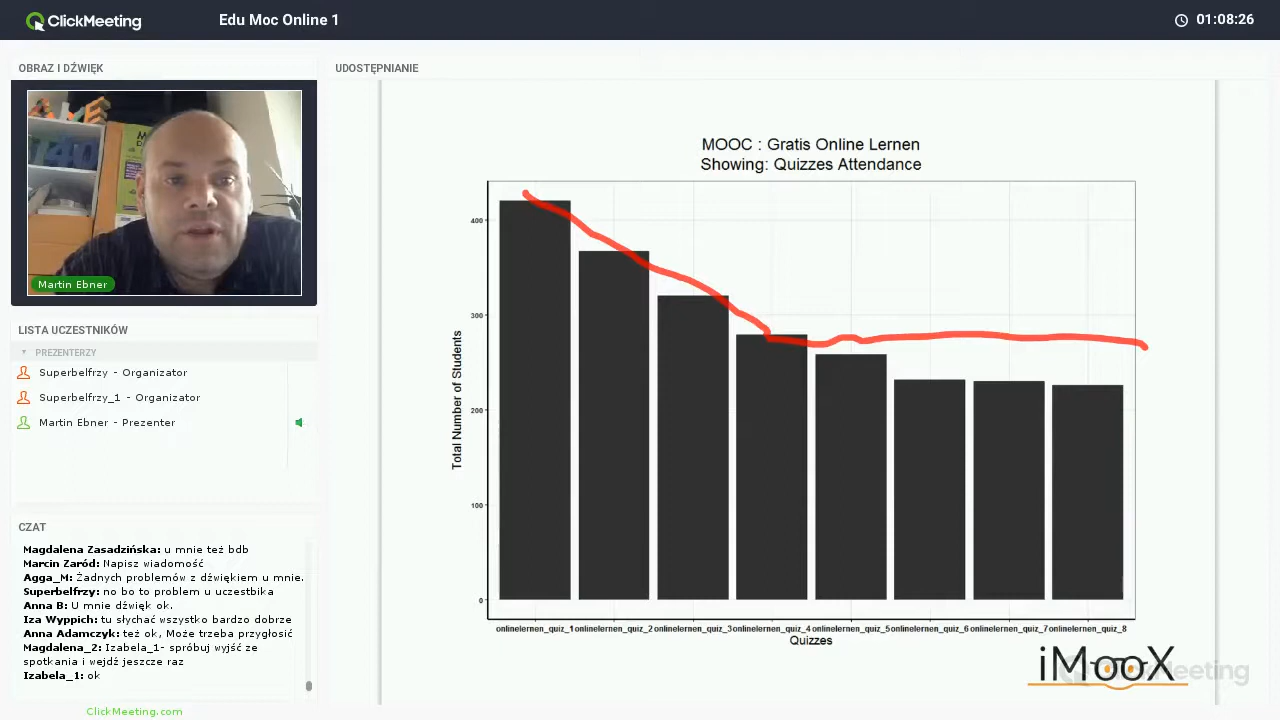 ClickMeeting
Edu Moc Online 1
01:08:26
OBRAZ I DŹWIĘK
Martin Ebner
LISTA UCZESTNIKÓW
PREZENTERZY
Superbelfrzy - Organizator
Superbelfrzy_1 - Organizator
Martin Ebner - Prezenter
CZAT
Magdalena Zasadzińska: u mnie też bdb
Marcin Zaród: Napisz wiadomość
Agga_M: Żadnych problemów z dźwiękiem u mnie.
Superbelfrzy: no bo to problem u uczestbika
Anna B: U mnie dźwięk ok.
Iza Wyppich: tu słychać wszystko bardzo dobrze
Anna Adamczyk: też ok, Może trzeba przygłosić
Magdalena_2: Izabela_1- spróbuj wyjść ze
spotkania i wejdź jeszcze raz
Izabela_1: ok
ClickMeeting.com
UDOSTĘPNIANIE
MOOC : Gratis Online Lernen
Showing: Quizzes Attendance
Total Number of Students
400
300
200
100
0
onlinelernen_quiz_1 onlinelernen_quiz_2 onlinelernen_quiz_3 onlinelernen_quiz_4 onlinelernen_quiz_5 onlinelernen_quiz_6 onlinelernen_quiz_7 onlinelernen_quiz_8
Quizzes
iMooX
ClickMeeting